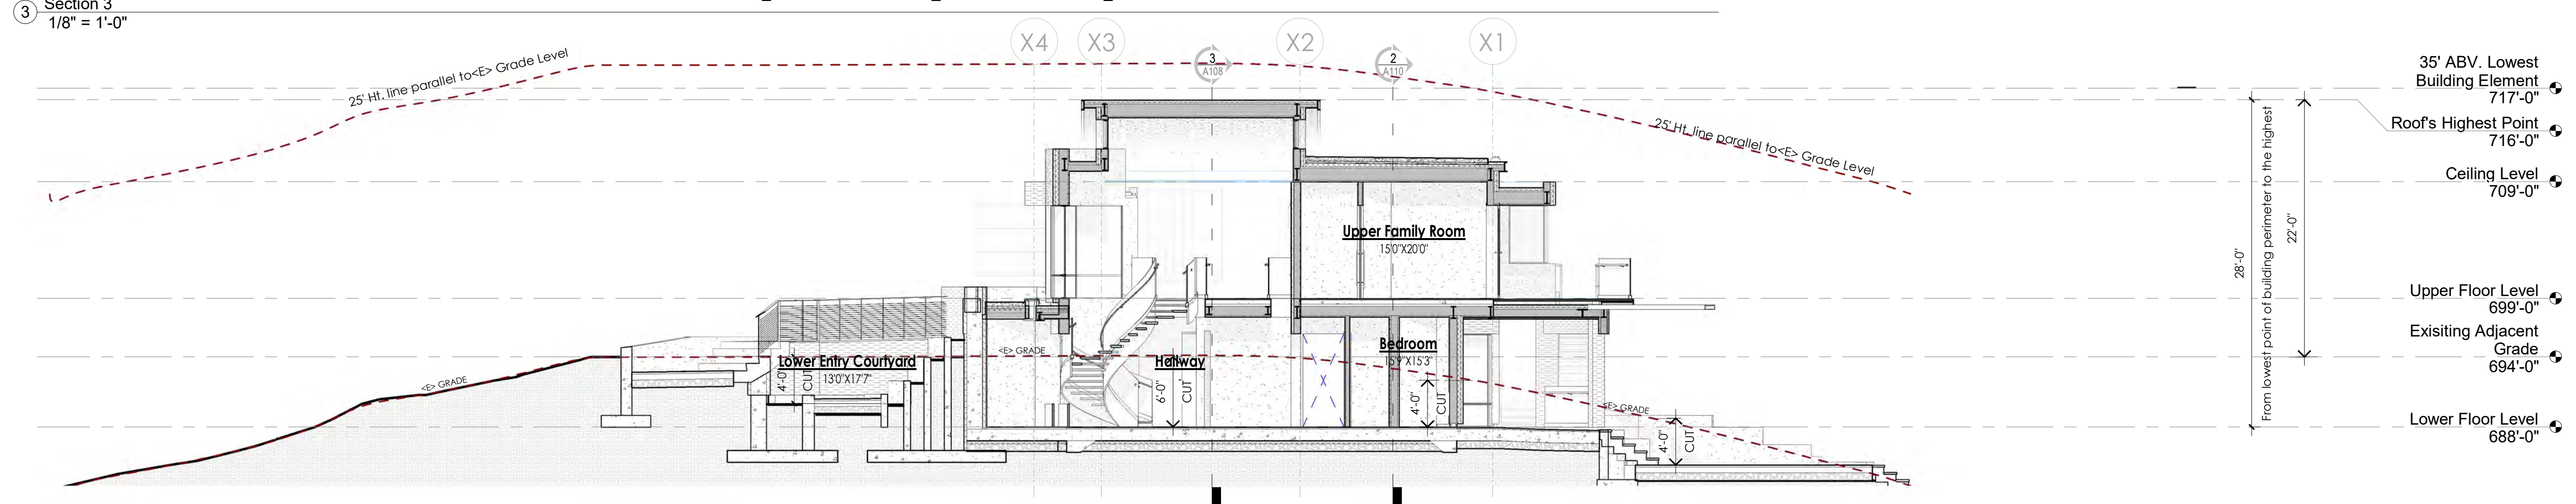 3
Section 3
1/8" = 1'-0"
X4
X3
3
A108
X2
2
A110
X1
25' Ht. line parallel to<E> Grade Level
25' Ht. line parallel to<E> Grade Level
35' ABV. Lowest
Building Element
717'-0"
Roof's Highest Point
716'-0"
Ceiling Level
709'-0"
Upper Floor Level
699'-0"
Exisiting Adjacent
Grade
694'-0"
Lower Floor Level
688'-0"
28'-0"
From lowest point of building perimeter to the highest
22'-0"
Upper Family Room
15'0"X20'0"
<E> GRADE
Lower Entry Courtyard
13'0"X17'7"
4'-0"
CUT
<E> GRADE
Hallway
6'-0"
CUT
Bedroom
15'9"X15'3"
4'-0"
CUT
<E> GRADE
4'-0"
CUT